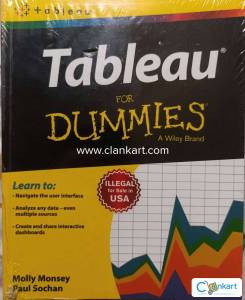 + a b l e a u
Tableau®
FOR
DUMMIES®
A Wiley Brand
www.clankart.com
Learn to:
• Navigate the user interface
• Analyze any data—even
multiple sources
• Create and share interactive
dashboards
ILLEGAL
for Sale in
USA
Molly Monsey
Paul Sochan
Clankart